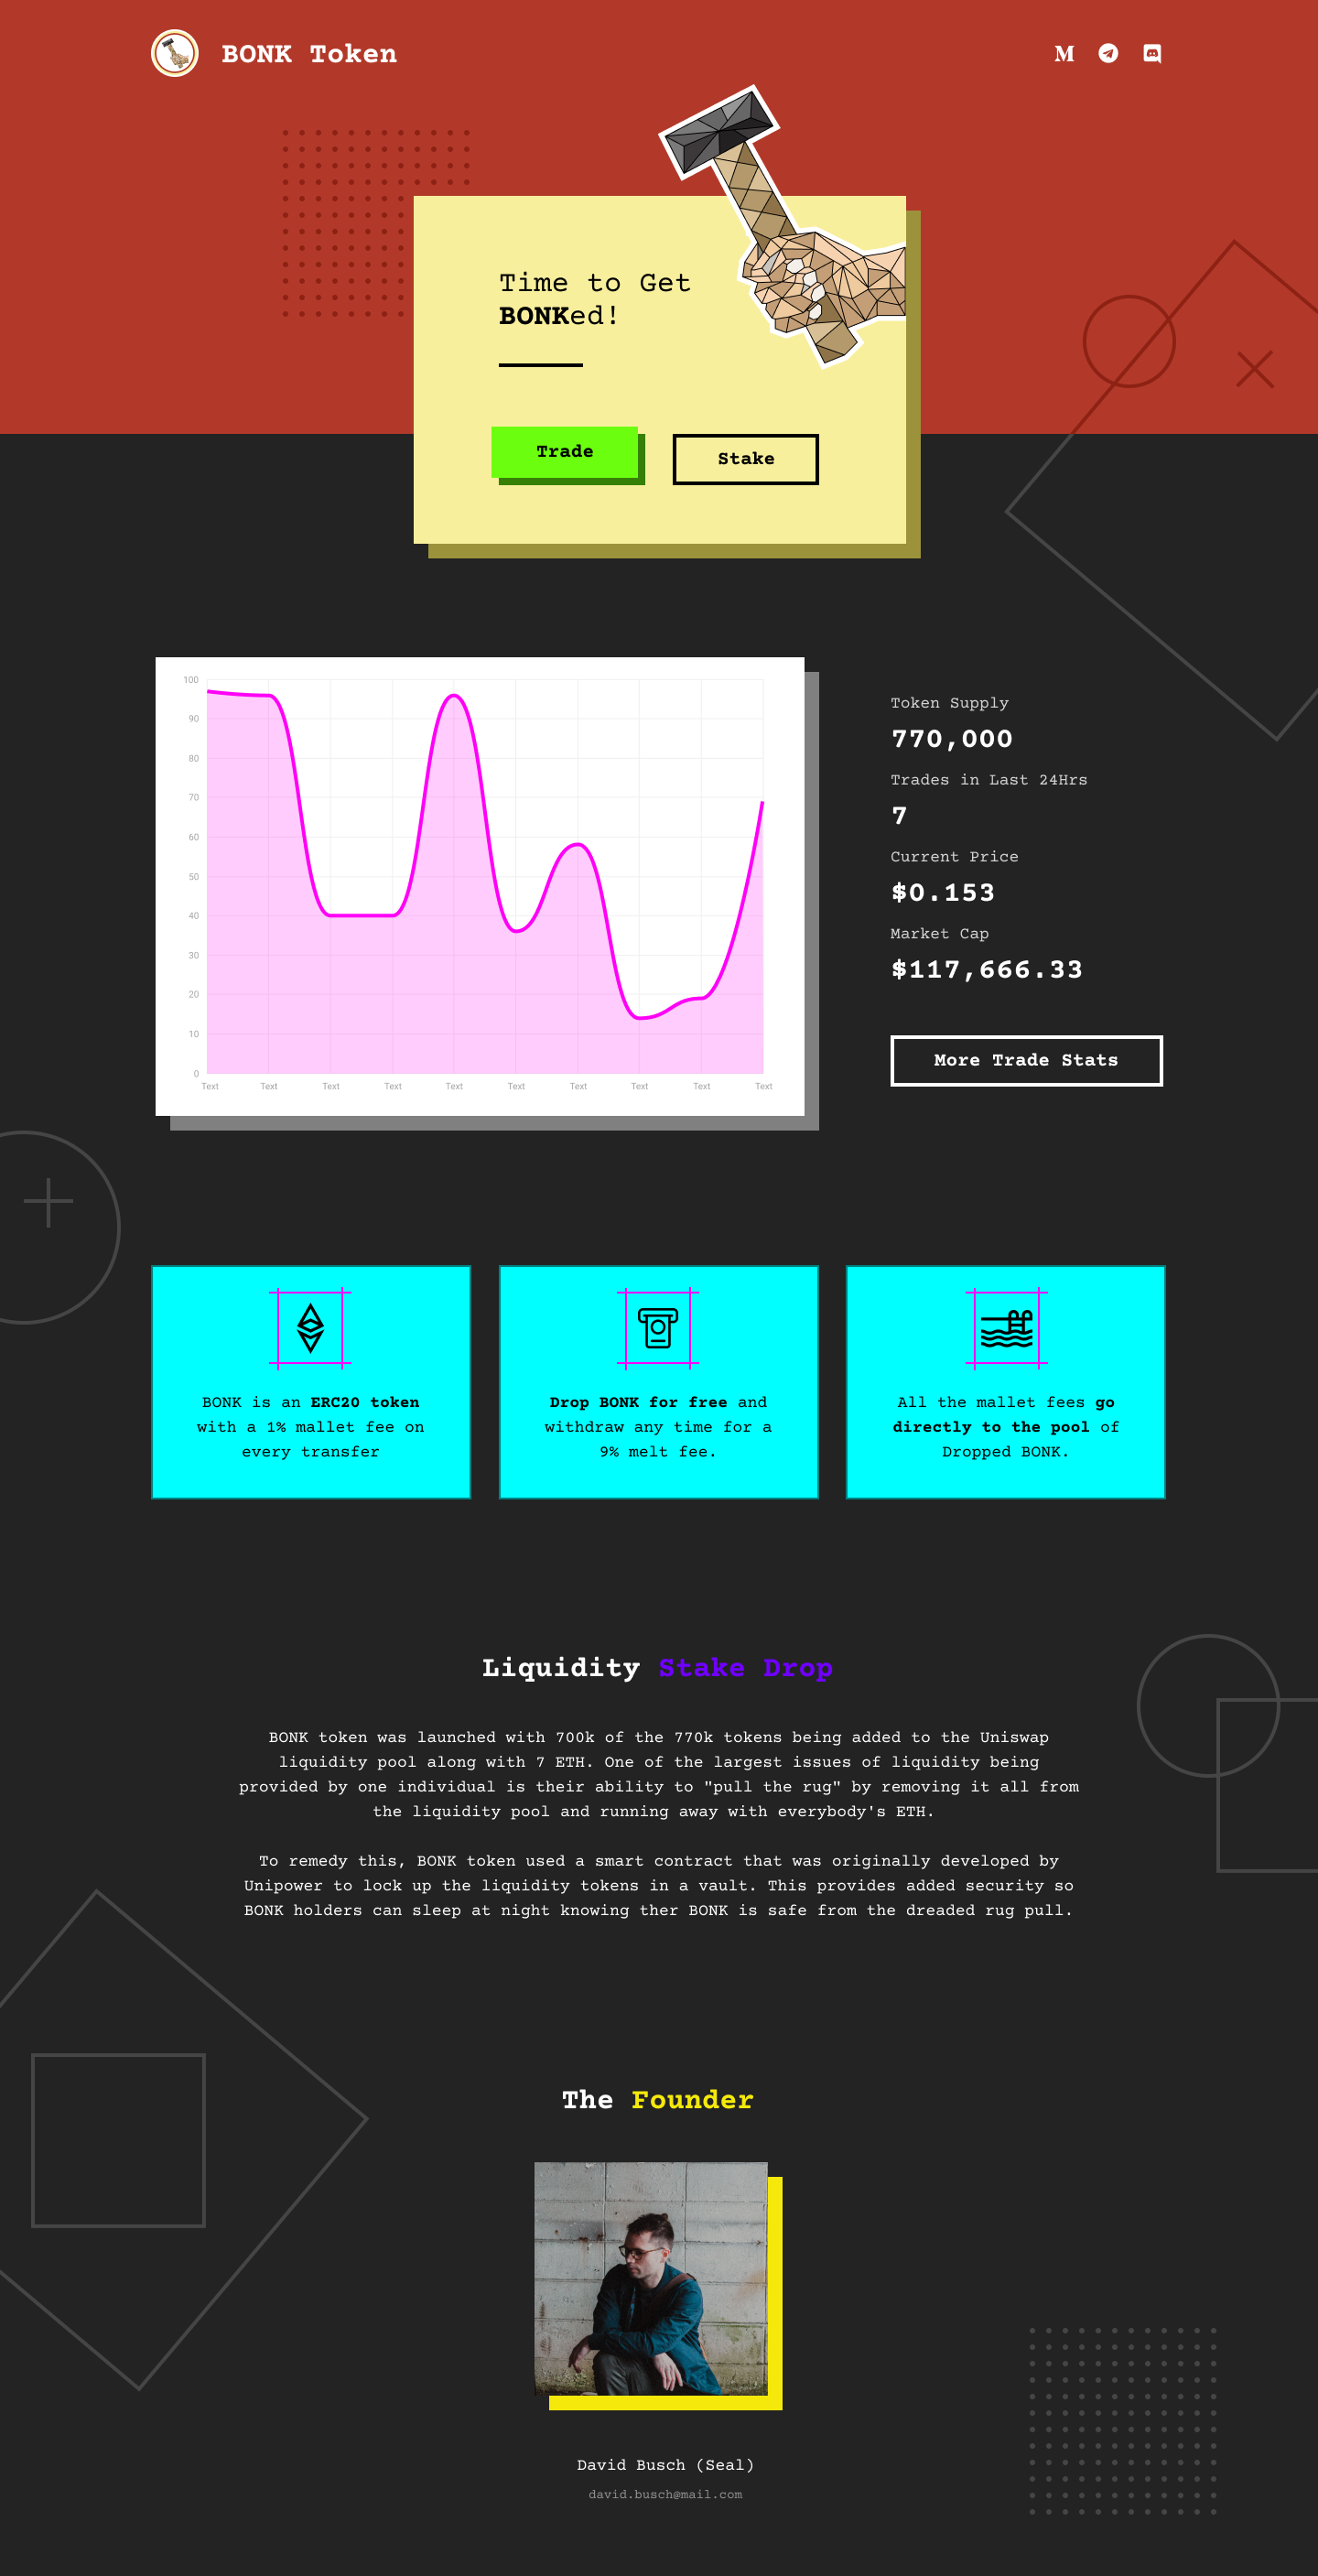 BONK Token
M
Time to Get
BONKed!
Trade
Stake
100
90
80
70
60
50
40
30
20
10
0
Text Text Text Text Text Text Text Text Text Text
Token Supply
770,000
Trades in Last 24Hrs
7
Current Price
$0.153
Market Cap
$117,666.33
More Trade Stats
BONK is an ERC20 token
with a 1% mallet fee on
every transfer
Drop BONK for free and
withdraw any time for a
9% melt fee.
All the mallet fees go
directly to the pool of
Dropped BONK.
Liquidity Stake Drop
BONK token was launched with 700k of the 770k tokens being added to the Uniswap
liquidity pool along with 7 ETH. One of the largest issues of liquidity being
provided by one individual is their ability to "pull the rug" by removing it all from
the liquidity pool and running away with everybody's ETH.
To remedy this, BONK token used a smart contract that was originally developed by
Unipower to lock up the liquidity tokens in a vault. This provides added security so
BONK holders can sleep at night knowing ther BONK is safe from the dreaded rug pull.
The Founder
David Busch (Seal)
david.busch@mail.com